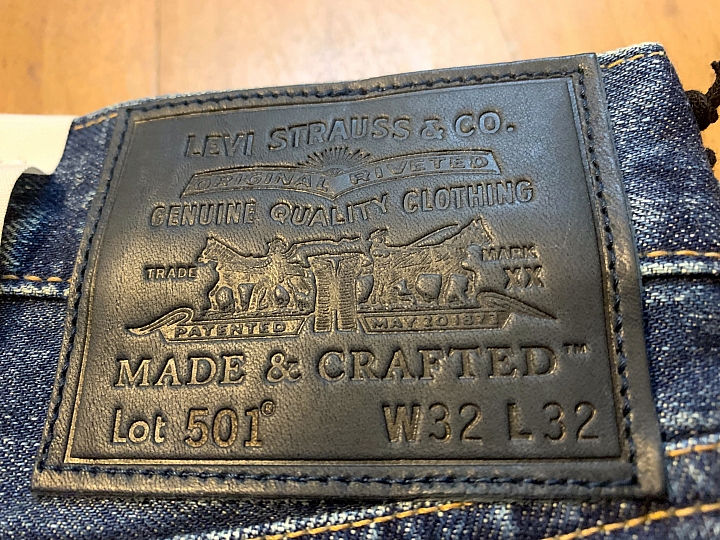 LEVI STRAUSS & CO.
ORIGINAL RIVETED
GENUINE QUALITY CLOTHING
TRADE MARK
XX
PATENTED MAY 20 1873
MADE & CRAFTED™
Lot 501® W32 L32